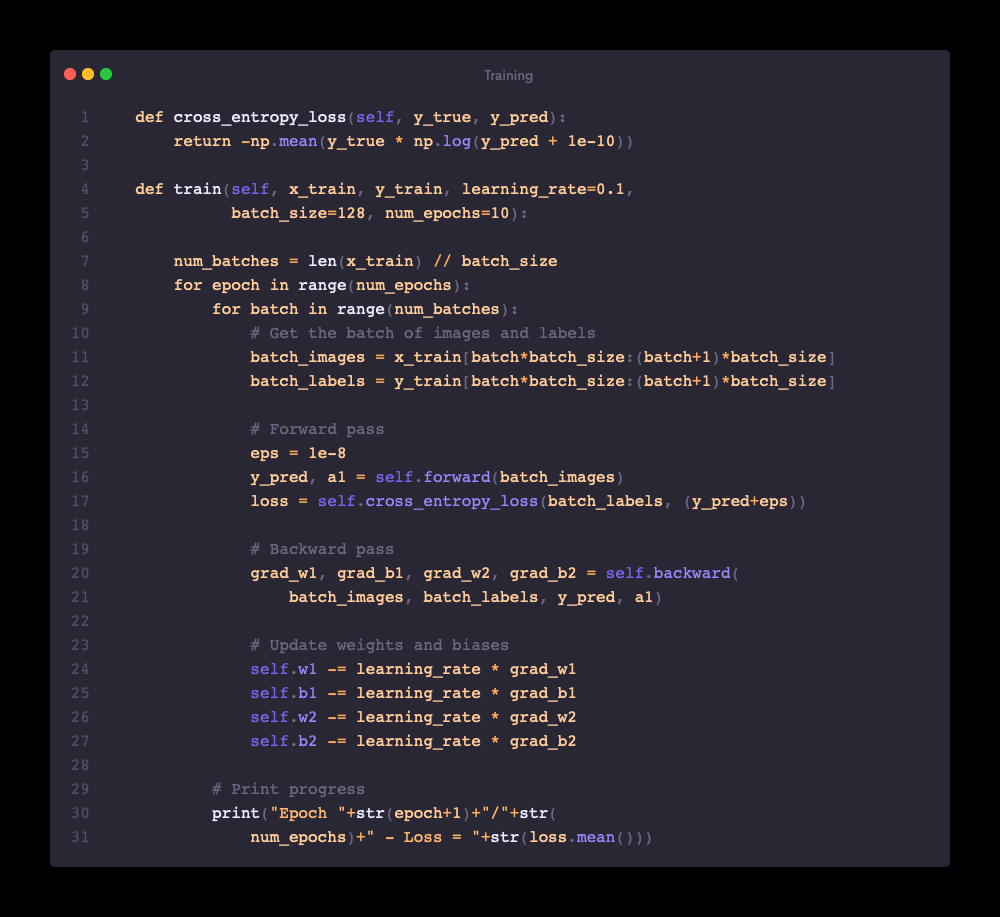 Training
1 def cross_entropy_loss(self, y_true, y_pred):
2 return -np.mean(y_true * np.log(y_pred + 1e-10))
3
4 def train(self, x_train, y_train, learning_rate=0.1,
5 batch_size=128, num_epochs=10):
6
7 num_batches = len(x_train) // batch_size
8 for epoch in range(num_epochs):
9 for batch in range(num_batches):
10 # Get the batch of images and labels
11 batch_images = x_train[batch*batch_size:(batch+1)*batch_size]
12 batch_labels = y_train[batch*batch_size:(batch+1)*batch_size]
13
14 # Forward pass
15 eps = 1e-8
16 y_pred, a1 = self.forward(batch_images)
17 loss = self.cross_entropy_loss(batch_labels, (y_pred+eps))
18
19 # Backward pass
20 grad_w1, grad_b1, grad_w2, grad_b2 = self.backward(
21 batch_images, batch_labels, y_pred, a1)
22
23 # Update weights and biases
24 self.w1 -= learning_rate * grad_w1
25 self.b1 -= learning_rate * grad_b1
26 self.w2 -= learning_rate * grad_w2
27 self.b2 -= learning_rate * grad_b2
28
29 # Print progress
30 print("Epoch "+str(epoch+1)+"/"+str(
31 num_epochs)+" - Loss = "+str(loss.mean()))